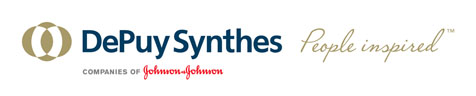 DePuy Synthes People inspired™
COMPANIES OF Johnson & Johnson